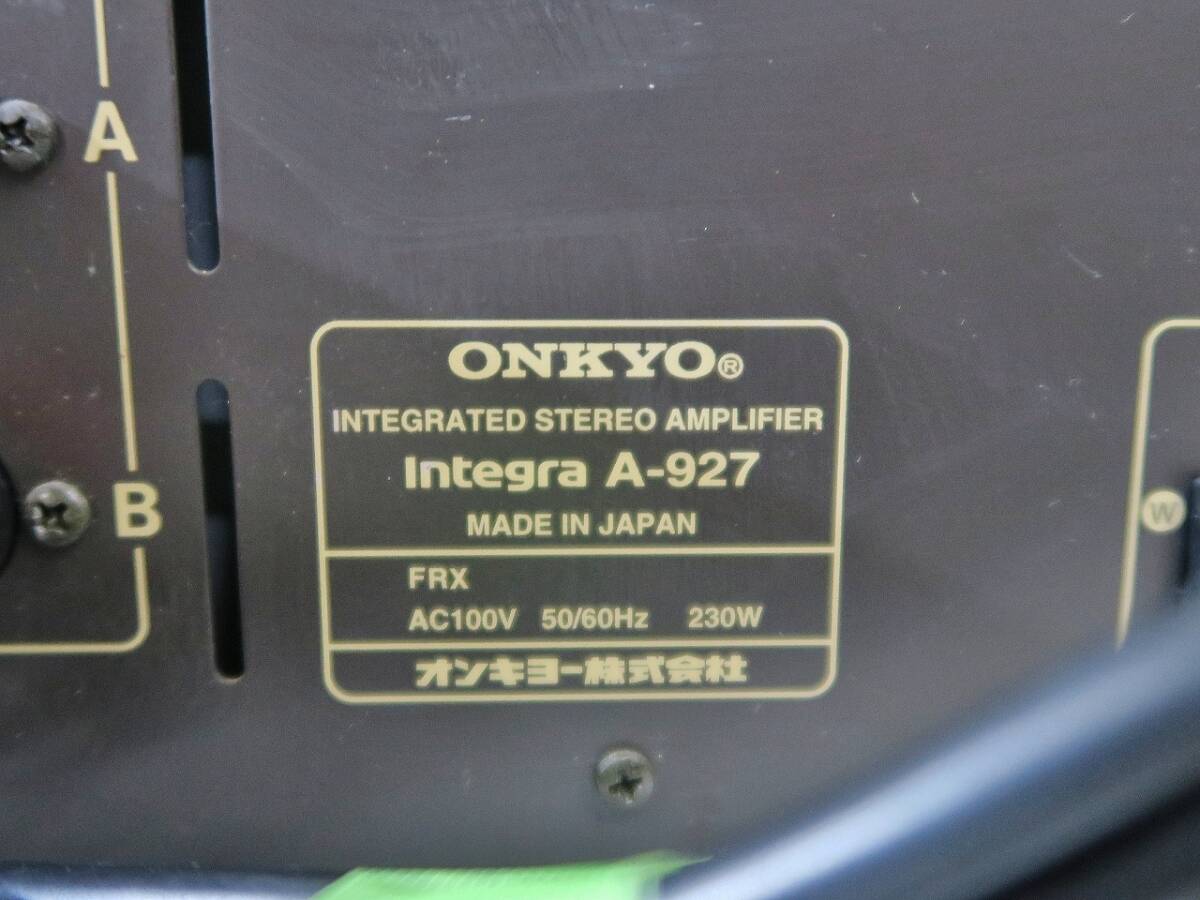 A
B
ONKYO®
INTEGRATED STEREO AMPLIFIER
Integra A-927
MADE IN JAPAN
FRX
AC100V 50/60Hz 230W
オンキヨー株式会社
W